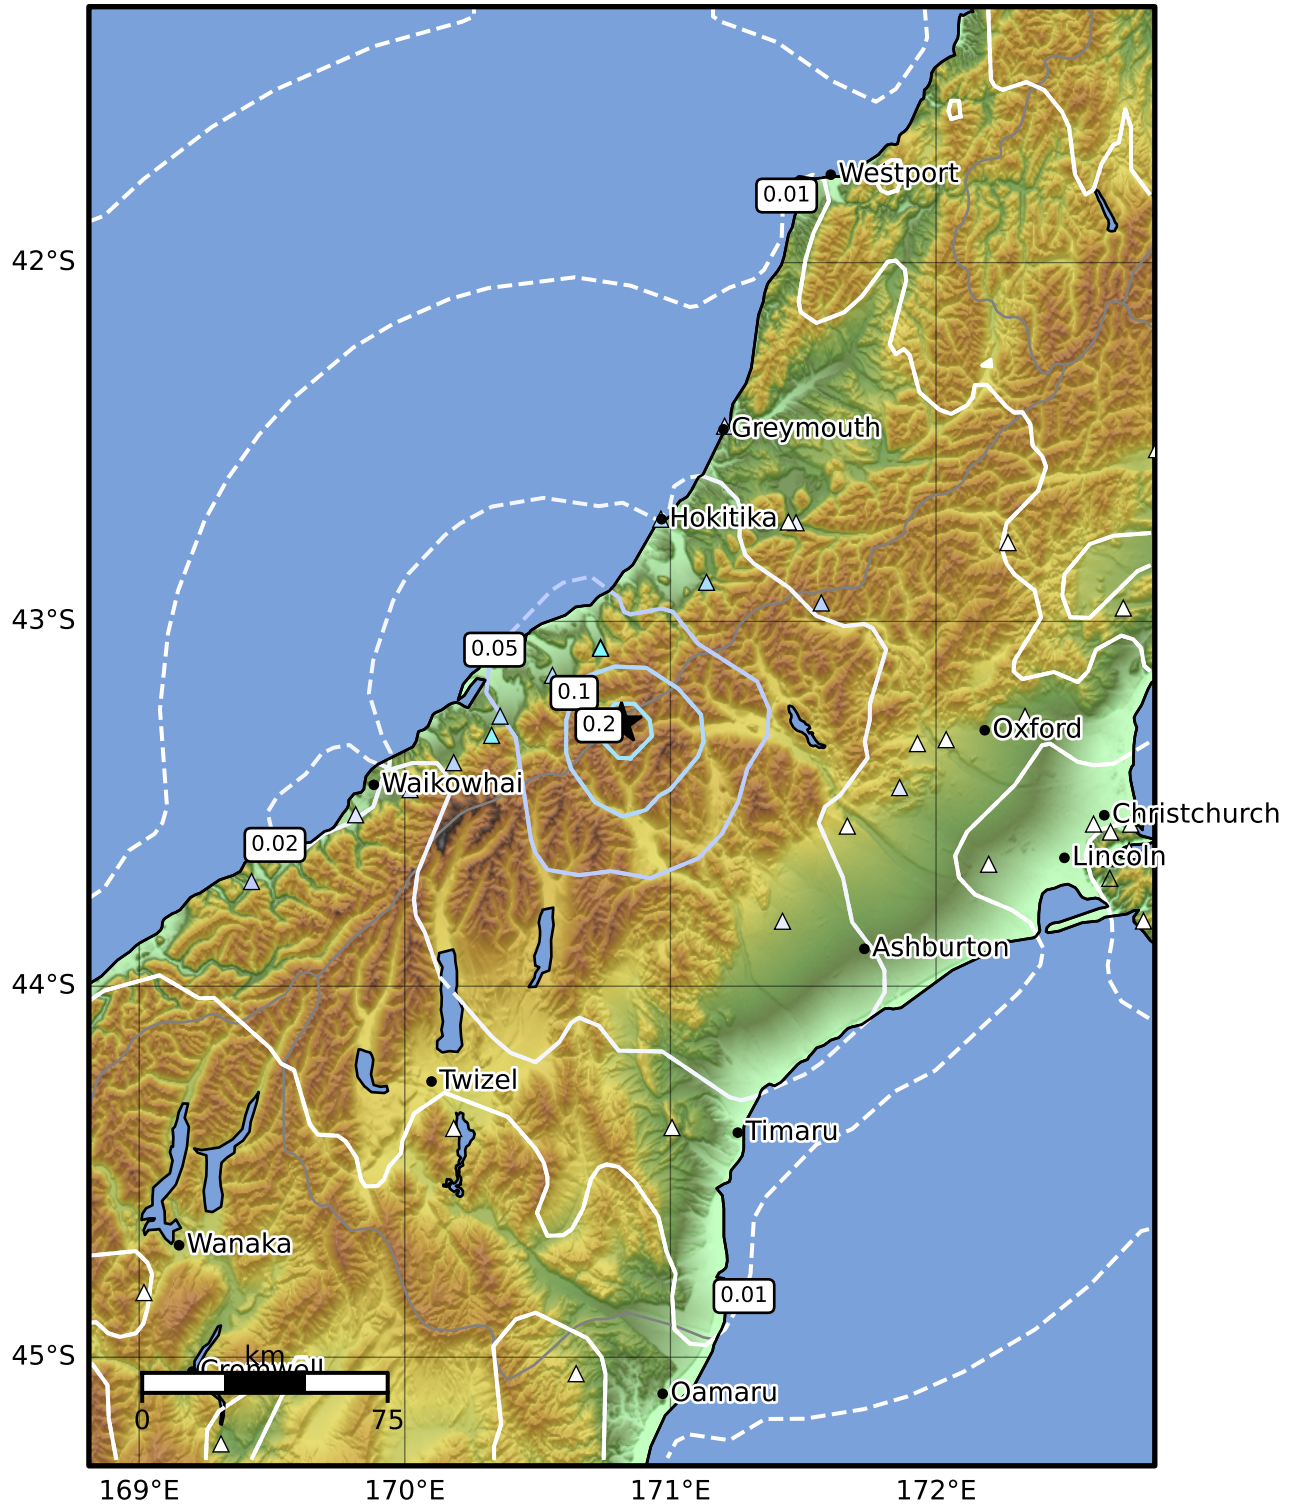 Westport
0.01
42°S
Greymouth
Hokitika
43°S
0.05
0.1
0.2
Oxford
Waikowhai
Christchurch
0.02
Lincoln
Ashburton
44°S
Twizel
Timaru
Wanaka
0.01
45°S
km
Cromwell
Oamaru
0
75
169°E
170°E
171°E
172°E